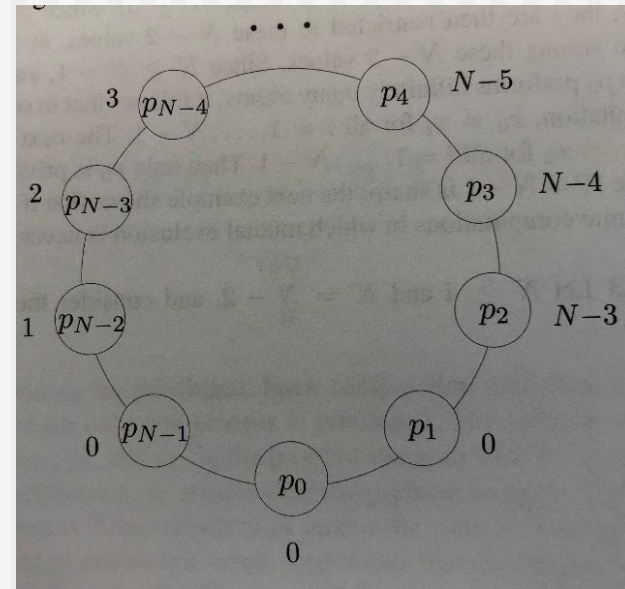 ...
3 p_{N-4} p_4 N-5
2 p_{N-3} p_3 N-4
1 p_{N-2} p_2 N-3
0 p_{N-1} p_1 0
p_0
0